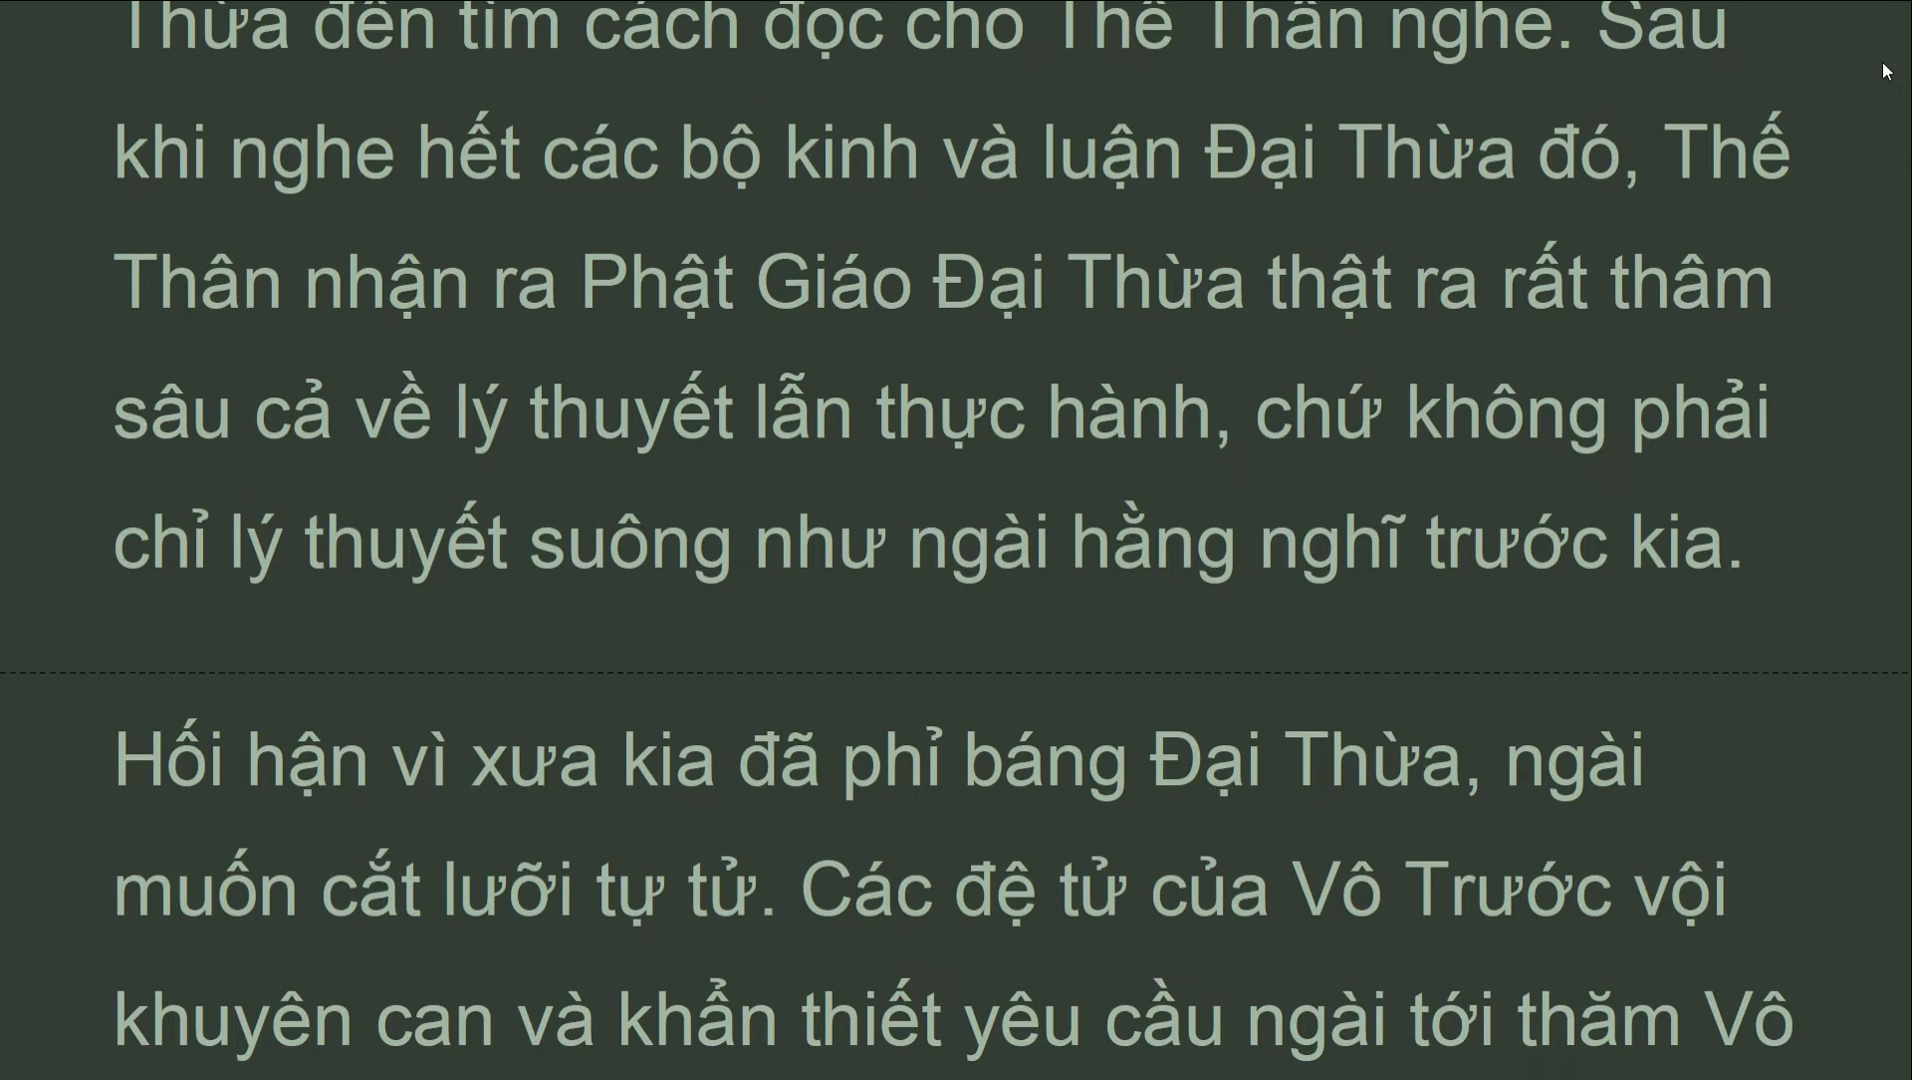 Thừa đến tìm cách đọc cho Thế Thân nghe. Sau
khi nghe hết các bộ kinh và luận Đại Thừa đó, Thế
Thân nhận ra Phật Giáo Đại Thừa thật ra rất thâm
sâu cả về lý thuyết lẫn thực hành, chứ không phải
chỉ lý thuyết suông như ngài hằng nghĩ trước kia.
Hối hận vì xưa kia đã phỉ báng Đại Thừa, ngài
muốn cắt lưỡi tự tử. Các đệ tử của Vô Trước vội
khuyên can và khẩn thiết yêu cầu ngài tới thăm Vô